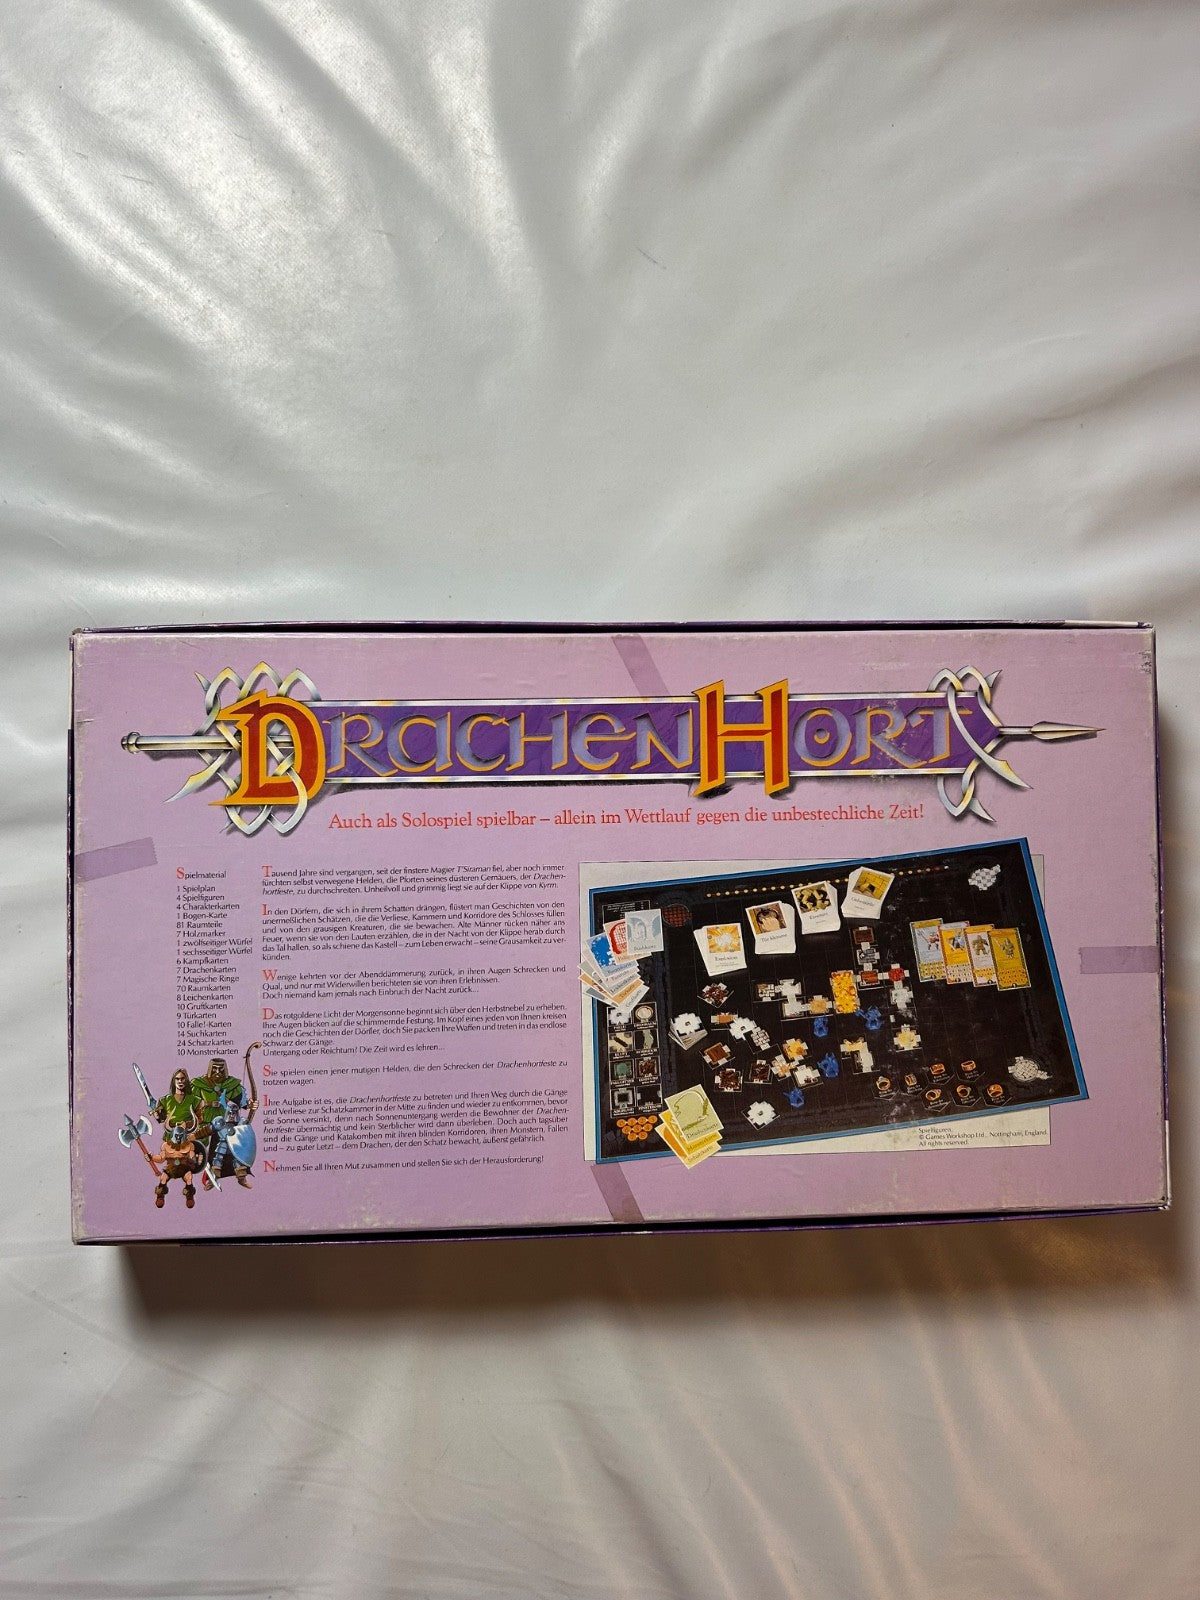 DRACHENHORT
Auch als Solospiel spielbar – allein im Wettlauf gegen die unbestechliche Zeit!
Spielmaterial
1 Spielplan
4 Spielfiguren
4 Charakterkarten
1 Bogen-Karte
81 Raumteile
7 Holzmarker
1 zwölfseitiger Würfel
1 sechsseitiger Würfel
6 Kampfkarten
7 Drachenkarten
7 Magische Ringe
70 Raumkarten
8 Leichenkarten
10 Gruftkarten
9 Türkarten
10 Falle!-Karten
14 Suchkarten
24 Schatzkarten
10 Monsterkarten
Tausend Jahre sind vergangen, seit der finstere Magier T'Siraman fiel, aber noch immer
fürchten selbst verwegene Helden, die Pforten seines düsteren Gemäuers, der Drachen-
hortfeste, zu durchschreiten. Unheilvoll und grimmig liegt sie auf der Klippe von Kyrm.
In den Dörfern, die sich in ihrem Schatten drängen, flüstert man Geschichten von den
unermeßlichen Schätzen, die die Verliese, Kammern und Korridore des Schlosses füllen
und von den grausigen Kreaturen, die sie bewachen. Alte Männer rücken näher ans
Feuer, wenn sie von den Lauten erzählen, die in der Nacht von der Klippe herab durch
das Tal hallen, so als schiene das Kastell – zum Leben erwacht – seine Grausamkeit zu ver-
künden.
Wenige kehrten vor der Abenddämmerung zurück, in ihren Augen Schrecken und
Qual, und nur mit Widerwillen berichteten sie von ihren Erlebnissen.
Doch niemand kam jemals nach Einbruch der Nacht zurück...
Das rotgoldene Licht der Morgensonne beginnt sich über den Herbstnebel zu erheben.
Ihre Augen blicken auf die schimmernde Festung. Im Kopf eines jeden von Ihnen kreisen
noch die Geschichten der Dörfler, doch Sie packen Ihre Waffen und treten in das endlose
Schwarz der Gänge.
Untergang oder Reichtum? Die Zeit wird es lehren...
Sie spielen einen jener mutigen Helden, die den Schrecken der Drachenhortfeste zu
trotzen wagen.
Ihre Aufgabe ist es, die Drachenhortfeste zu betreten und Ihren Weg durch die Gänge
und Verliese zur Schatzkammer in der Mitte zu finden und wieder zu entkommen, bevor
die Sonne versinkt, denn nach Sonnenuntergang werden die Bewohner der Drachen-
hortfeste übermächtig und kein Sterblicher wird dann überleben. Doch auch tagsüber
sind die Gänge und Katakomben mit ihren blinden Korridoren, ihren Monstern, Fallen
und – zu guter Letzt – dem Drachen, der den Schatz bewacht, äußerst gefährlich.
Nehmen Sie all Ihren Mut zusammen und stellen Sie sich der Herausforderung!
Explosion
Spielfiguren:
© Games Workshop Ltd., Nottingham, England.
All rights reserved.